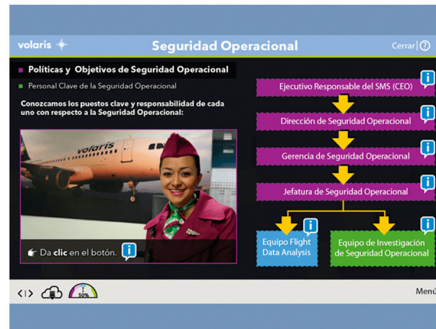 volaris
Seguridad Operacional
Cerrar | ?
Políticas y Objetivos de Seguridad Operacional
Personal Clave de la Seguridad Operacional
Conozcamos los puestos clave y responsabilidad de cada
uno con respecto a la Seguridad Operacional:
volaris
Da clic en el botón. i
Ejecutivo Responsable del SMS (CEO) i
Dirección de Seguridad Operacional i
Gerencia de Seguridad Operacional i
Jefatura de Seguridad Operacional i
Equipo Flight
Data Analysis i
Equipo de Investigación
de Seguridad Operacional i
50%
Menú